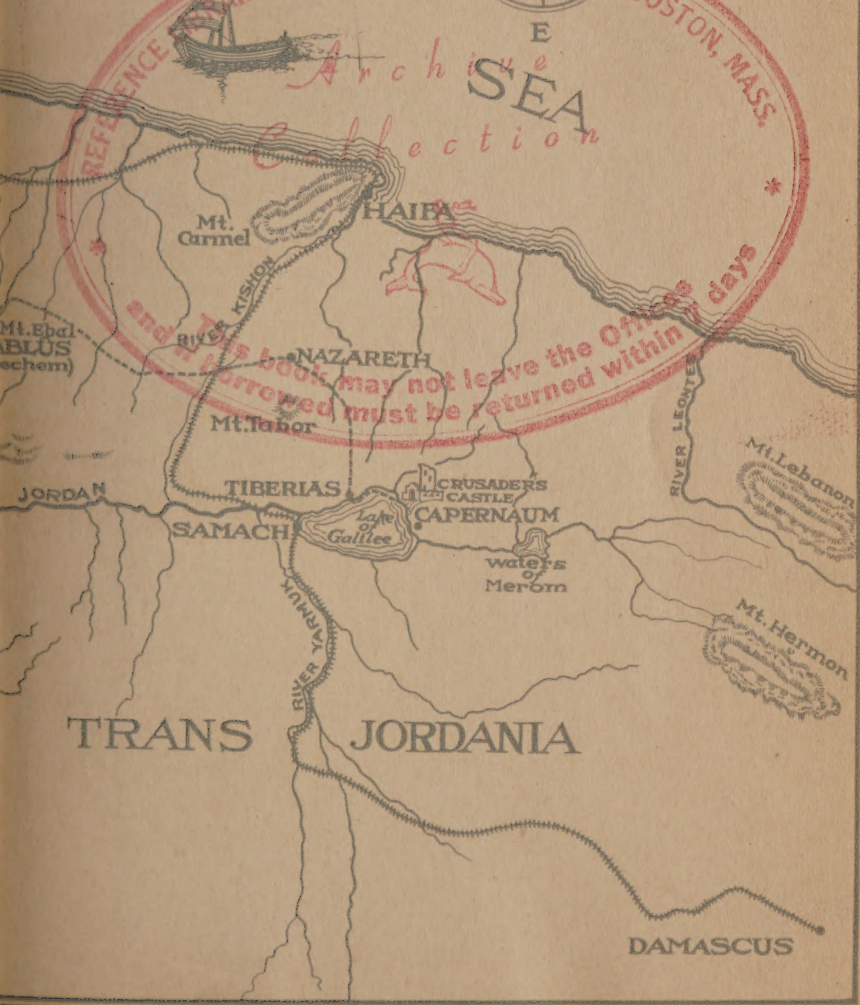 E
SEA
REFERENCE
BOSTON, MASS.
Archive
Collection
This book may not leave the Offices
and if borrowed must be returned within 7 days
HAIFA
Mt.
Carmel
RIVER KISHON
Mt. Ebal
ABLÛS
echem)
NAZARETH
Mt. Tabor
RIVER LEONTES
Mt. Lebanon
JORDAN
TIBERIAS
CRUSADERS
CASTLE
SAMACH
Lake
of
Galilee
CAPERNAUM
Waters
of
Merom
RIVER YARMUK
Mt. Hermon
TRANS JORDANIA
DAMASCUS